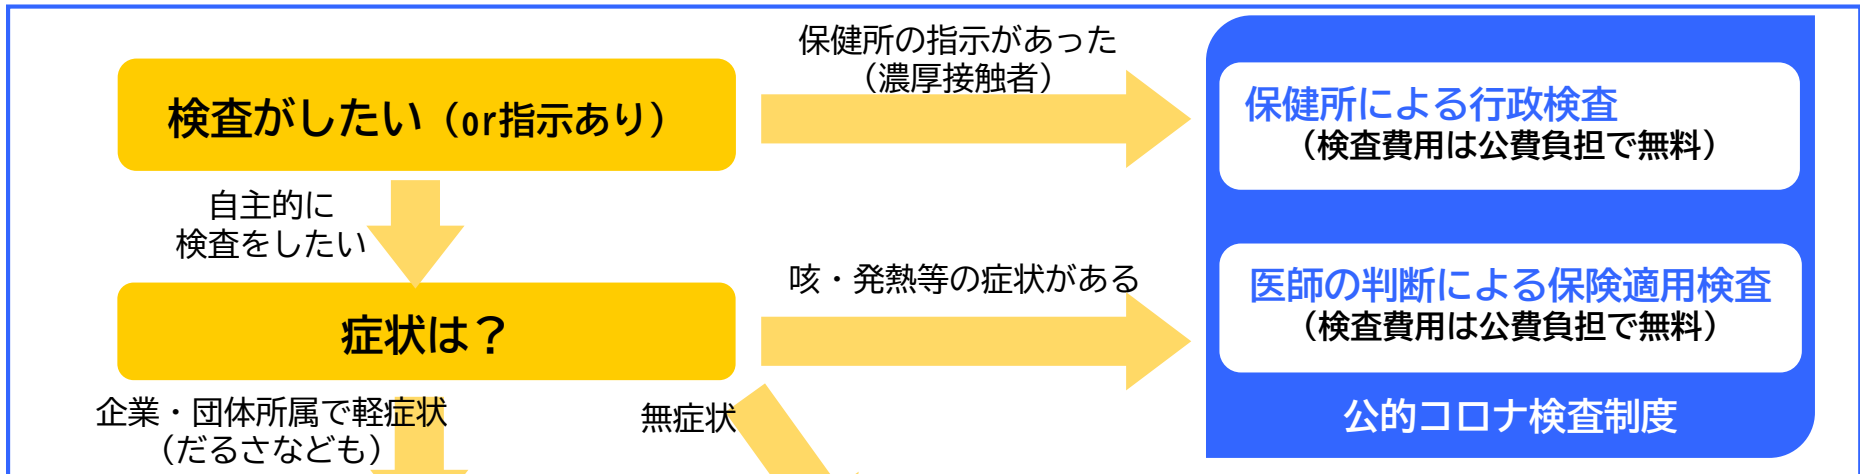 保健所の指示があった
（濃厚接触者）
検査がしたい（or指示あり）
保健所による行政検査
（検査費用は公費負担で無料）
自主的に
検査をしたい
咳・発熱等の症状がある
症状は？
医師の判断による保険適用検査
（検査費用は公費負担で無料）
企業・団体所属で軽症状
（だるさなども）
無症状
公的コロナ検査制度